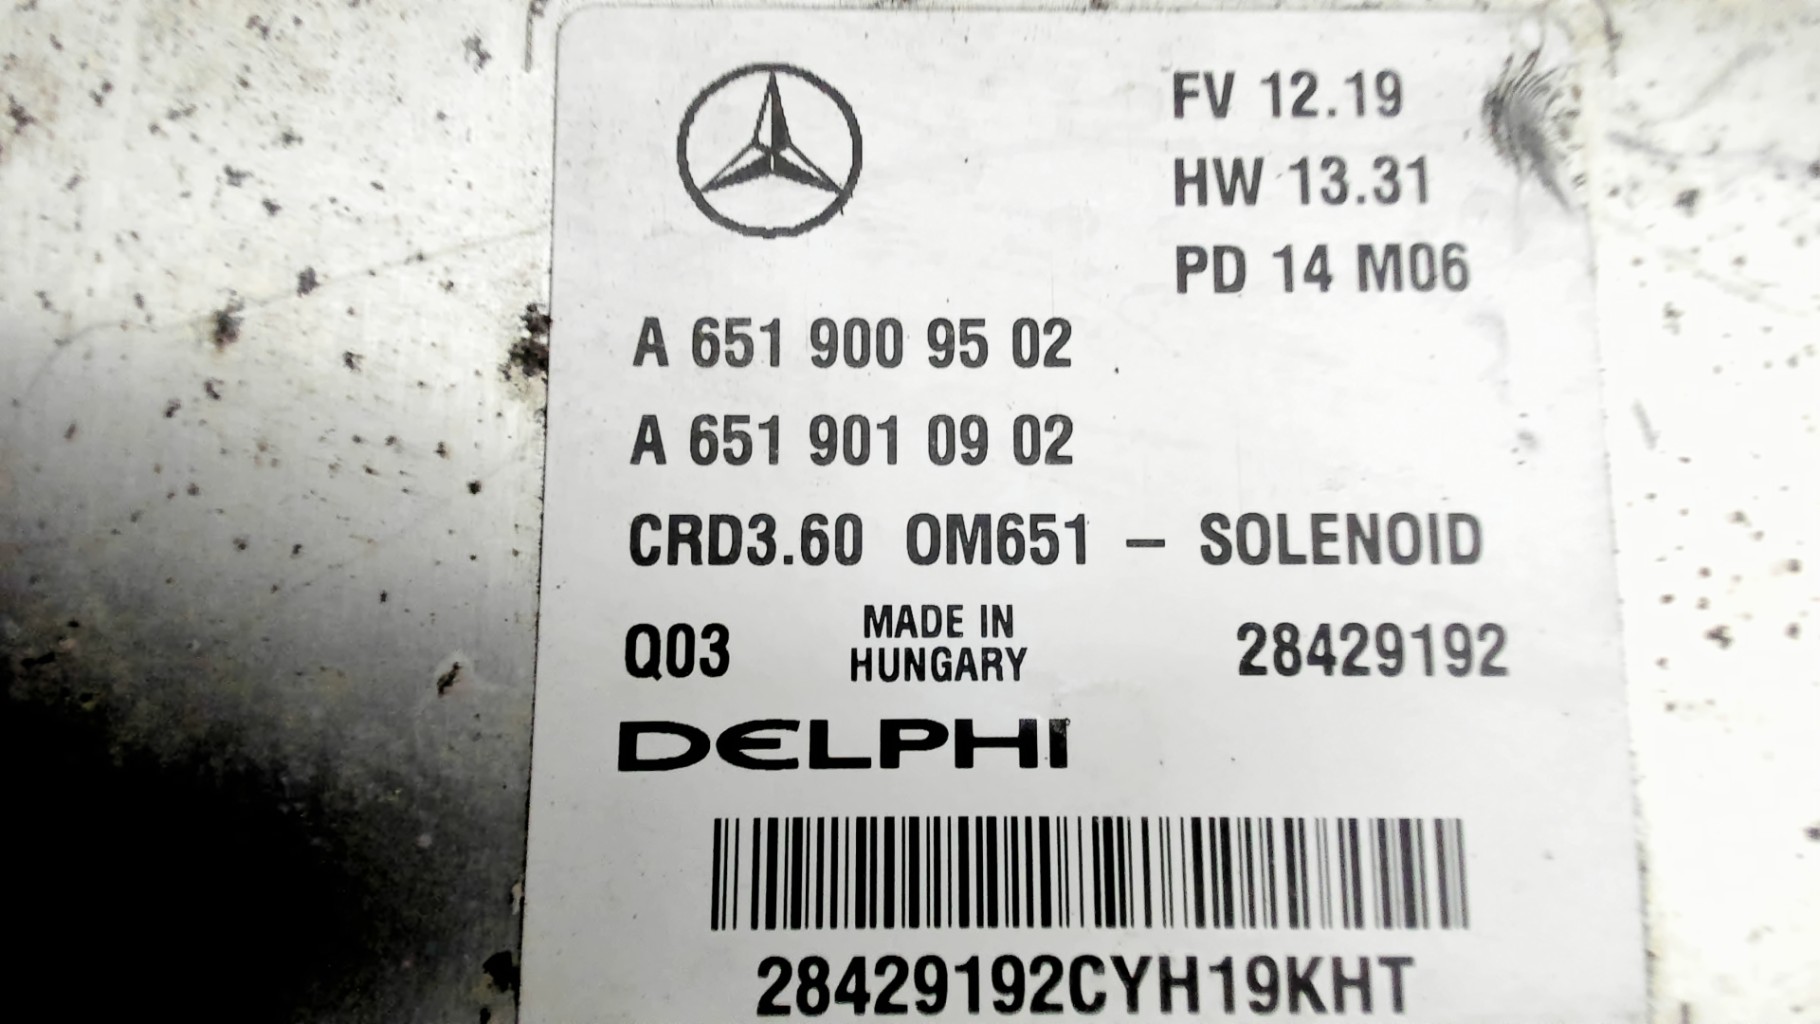 FV 12.19
HW 13.31
PD 14 M06
A 651 900 95 02
A 651 901 09 02
CRD3.60 OM651 – SOLENOID
Q03 MADE IN HUNGARY 28429192
DELPHI
28429192CYH19KHT